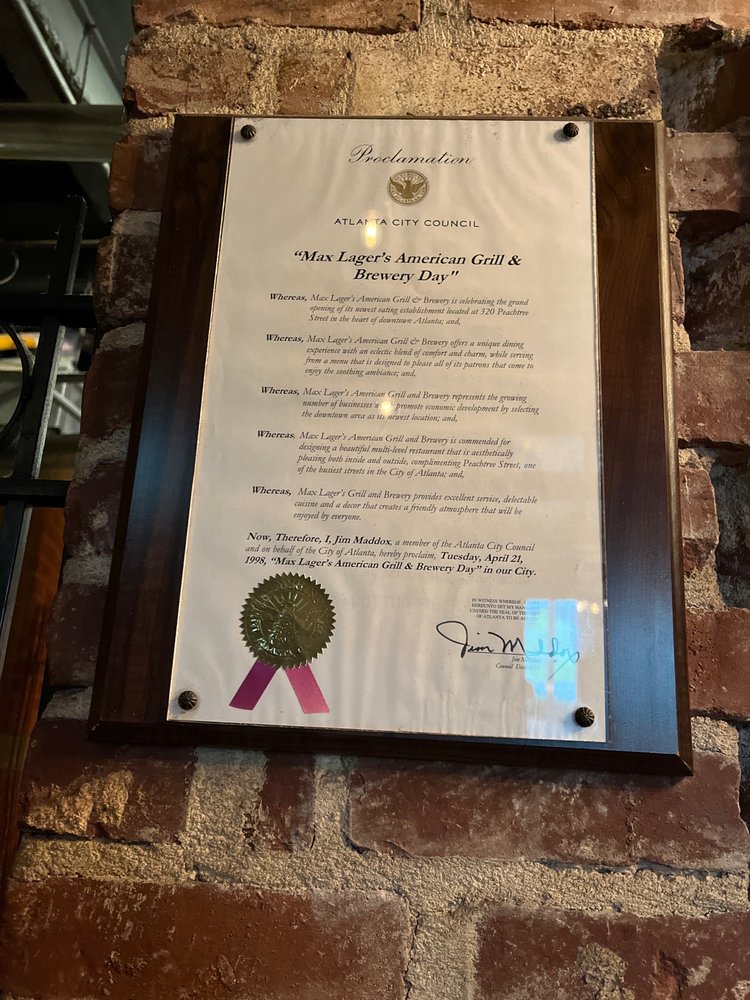 Proclamation
ATLANTA CITY COUNCIL
“Max Lager's American Grill &
Brewery Day"
Whereas, Max Lager's American Grill & Brewery is celebrating the grand
opening of its newest eating establishment located at 320 Peachtree
Street in the heart of downtown Atlanta; and,
Whereas, Max Lager's American Grill & Brewery offers a unique dining
experience with an eclectic blend of comfort and charm, while serving
from a menu that is designed to please all of its patrons that come to
enjoy the soothing ambiance; and,
Whereas, Max Lager's American Grill and Brewery represents the growing
number of businesses promote economic development by selecting
the downtown area as its newest location; and,
Whereas, Max Lager's American Grill and Brewery is commended for
designing a beautiful multi-level restaurant that is aesthetically
pleasing both inside and outside, complimenting Peachtree Street, one
of the busiest streets in the City of Atlanta; and,
Whereas, Max Lager's Grill and Brewery provides excellent service, delectable
cuisine and a decor that creates a friendly atmosphere that will be
enjoyed by everyone.
Now, Therefore, I, Jim Maddox, a member of the Atlanta City Council
and on behalf of the City of Atlanta, hereby proclaim, Tuesday, April 21,
1998, “Max Lager's American Grill & Brewery Day” in our City.
IN WITNESS WHEREOF, I
HEREUNTO SET MY HAND
CAUSED THE SEAL OF THE CITY
OF ATLANTA TO BE
Jim Maddox
Jim